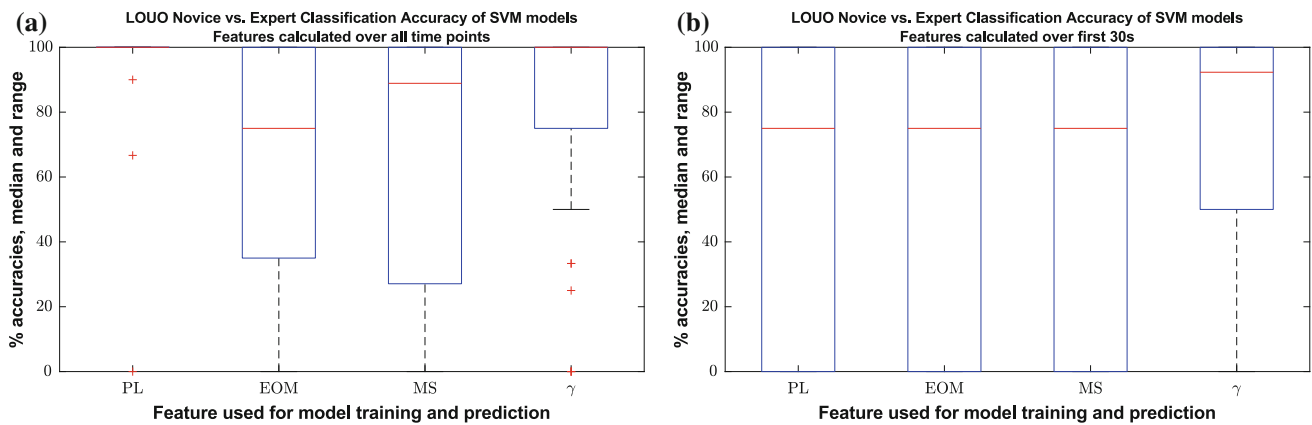 (a)
LOUO Novice vs. Expert Classification Accuracy of SVM models
Features calculated over all time points
% accuracies, median and range
100
80
60
40
20
0
PL EOM MS γ
Feature used for model training and prediction
(b)
LOUO Novice vs. Expert Classification Accuracy of SVM models
Features calculated over first 30s
% accuracies, median and range
100
80
60
40
20
0
PL EOM MS γ
Feature used for model training and prediction